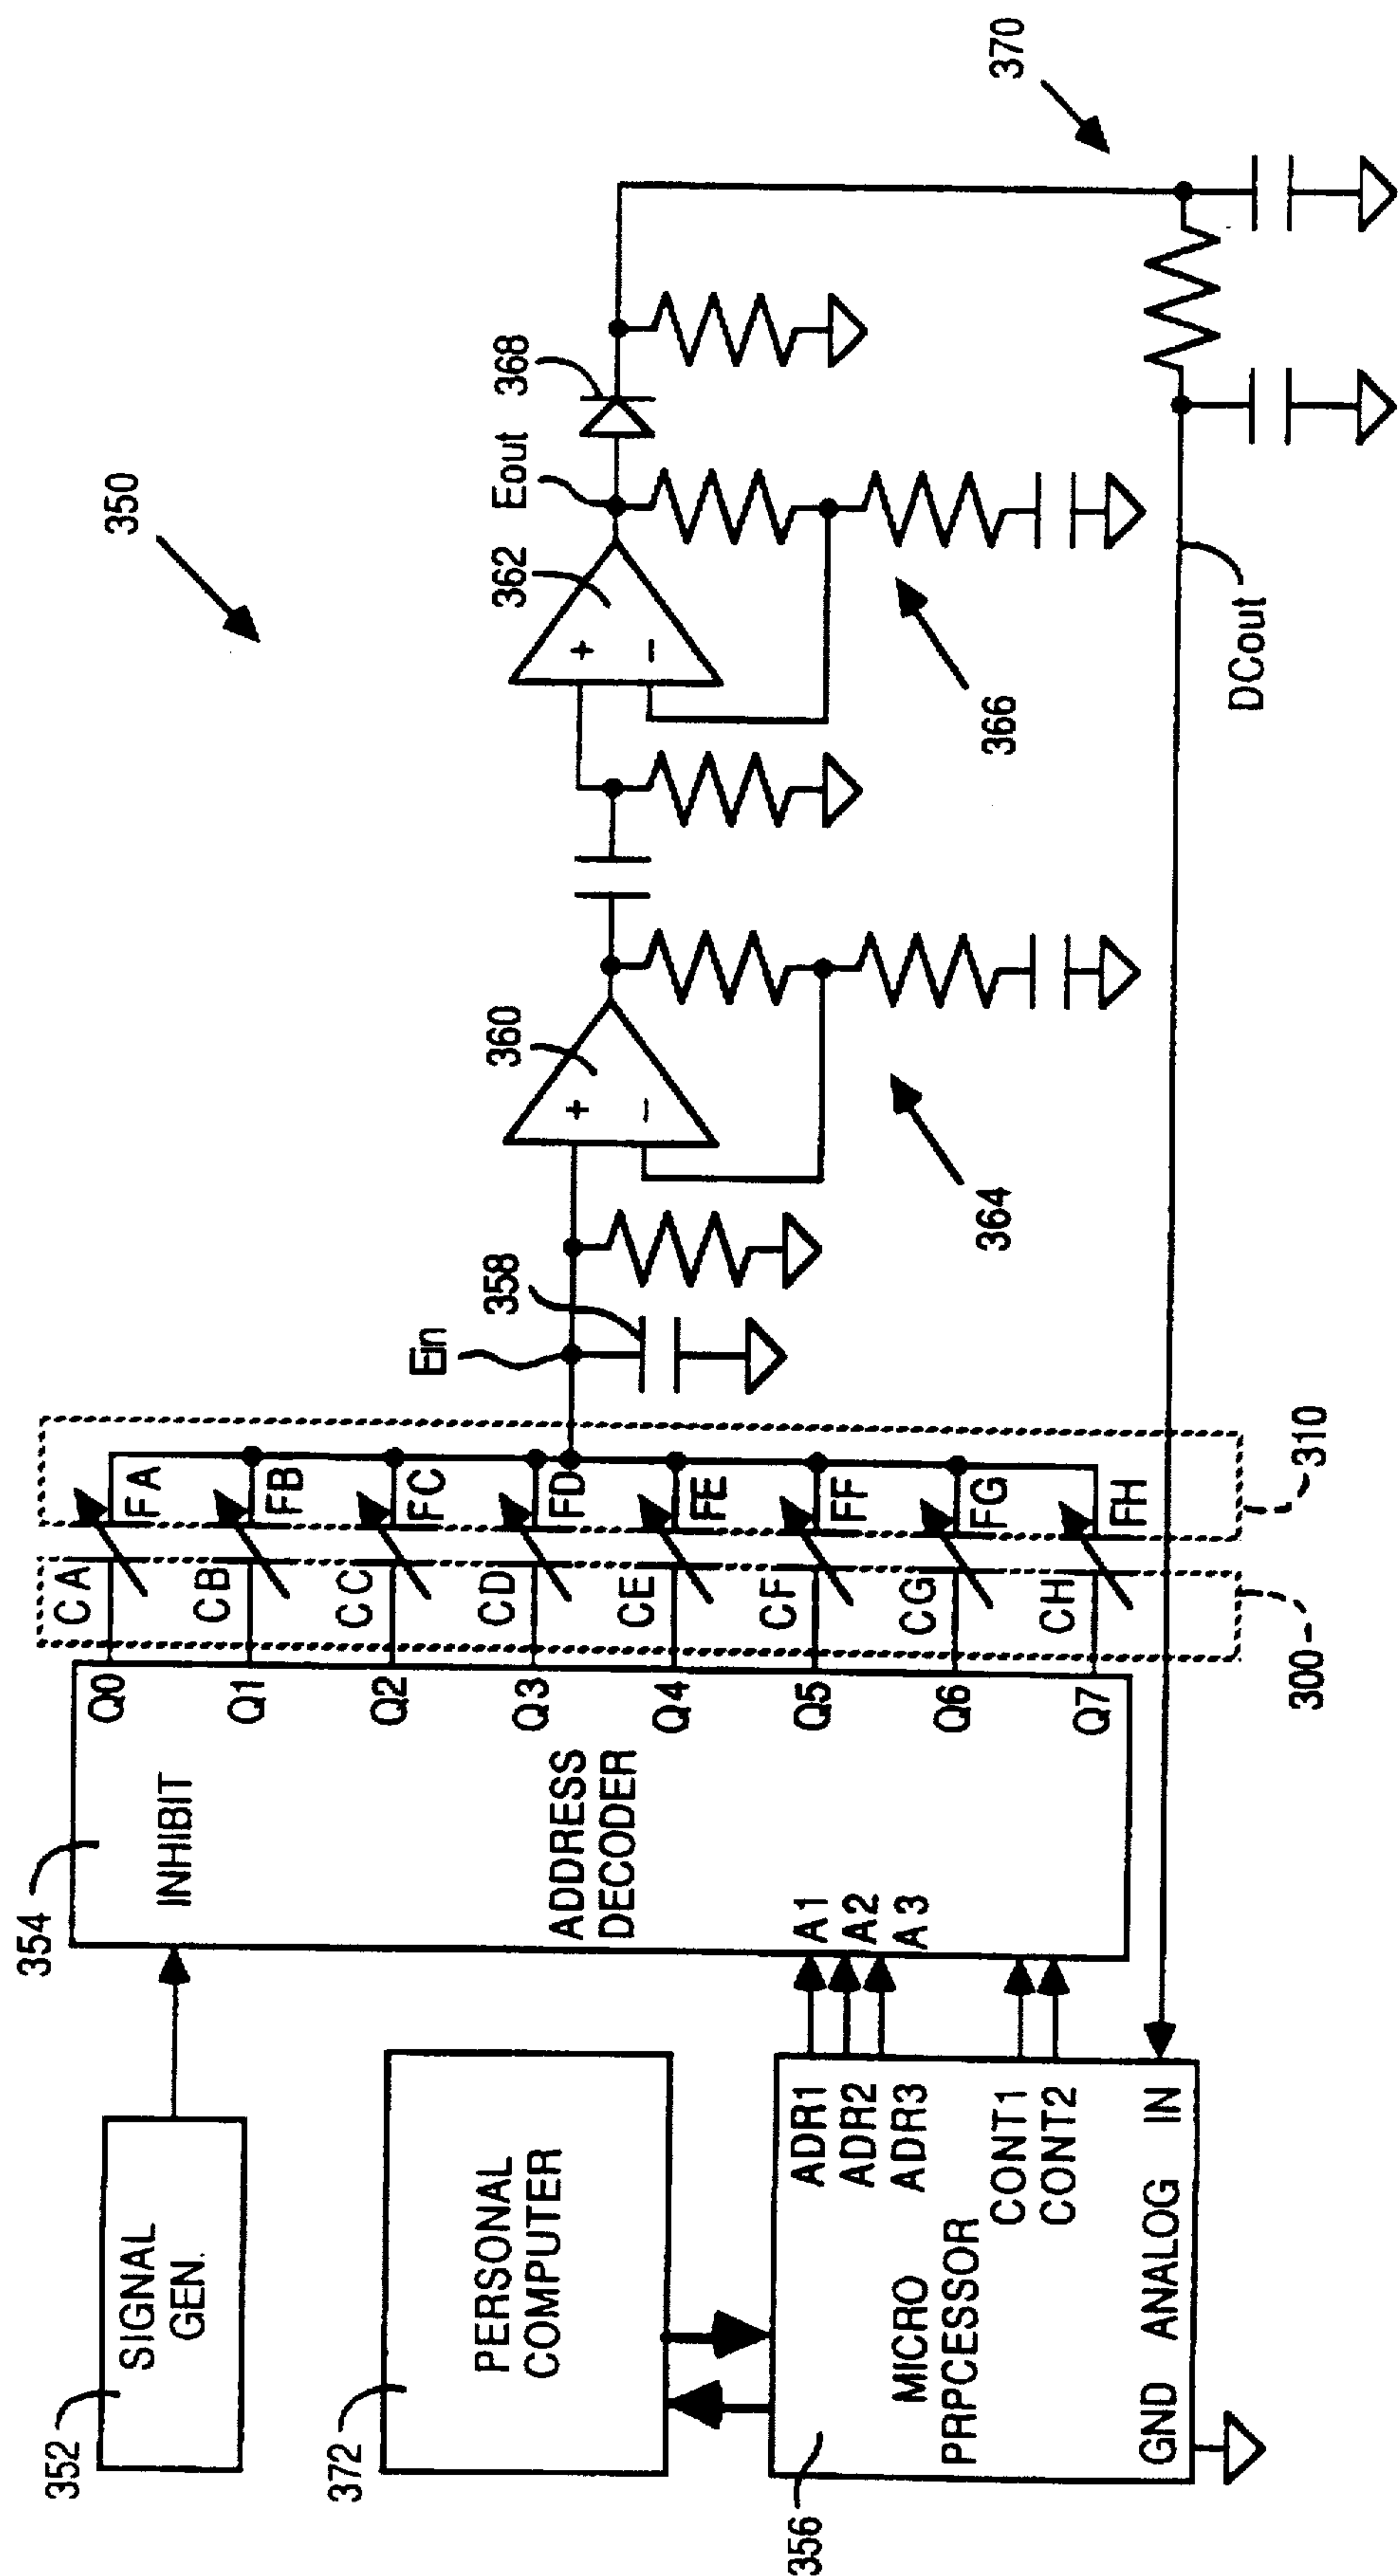 350
352
SIGNAL
GEN.
354
INHIBIT
ADDRESS
DECODER
A1
A2
A3
Q0
Q1
Q2
Q3
Q4
Q5
Q6
Q7
CA
CB
CC
CD
CE
CF
CG
CH
FA
FB
FC
FD
FE
FF
FG
FH
300
310
372
PERSONAL
COMPUTER
356
MICRO
PRPCESSOR
ADR1
ADR2
ADR3
CONT1
CONT2
GND ANALOG IN
Ein
358
360
+
−
364
362
+
−
366
Eout
368
370
DCout